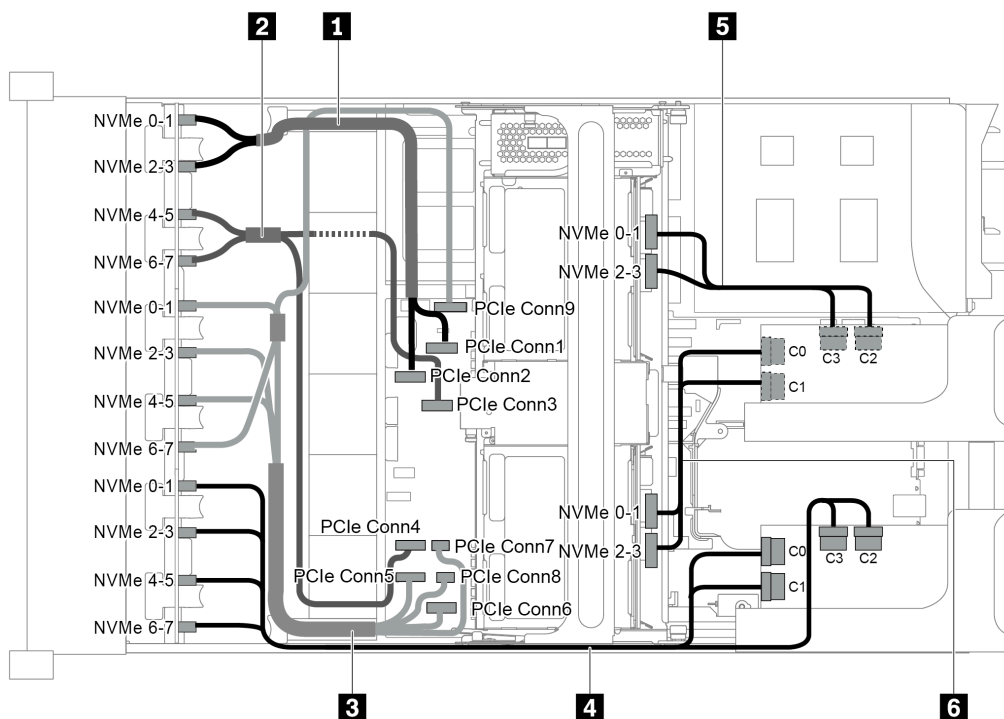 2 1 5
NVMe 0-1
NVMe 2-3
NVMe 4-5
NVMe 6-7
NVMe 0-1
NVMe 2-3
NVMe 4-5
NVMe 6-7
NVMe 0-1
NVMe 2-3
NVMe 4-5
NVMe 6-7
PCIe Conn9
PCIe Conn1
PCIe Conn2
PCIe Conn3
PCIe Conn4
PCIe Conn7
PCIe Conn5
PCIe Conn8
PCIe Conn6
NVMe 0-1
NVMe 2-3
NVMe 0-1
NVMe 2-3
C0
C3 C2
C1
C0
C3 C2
C1
3 4 6